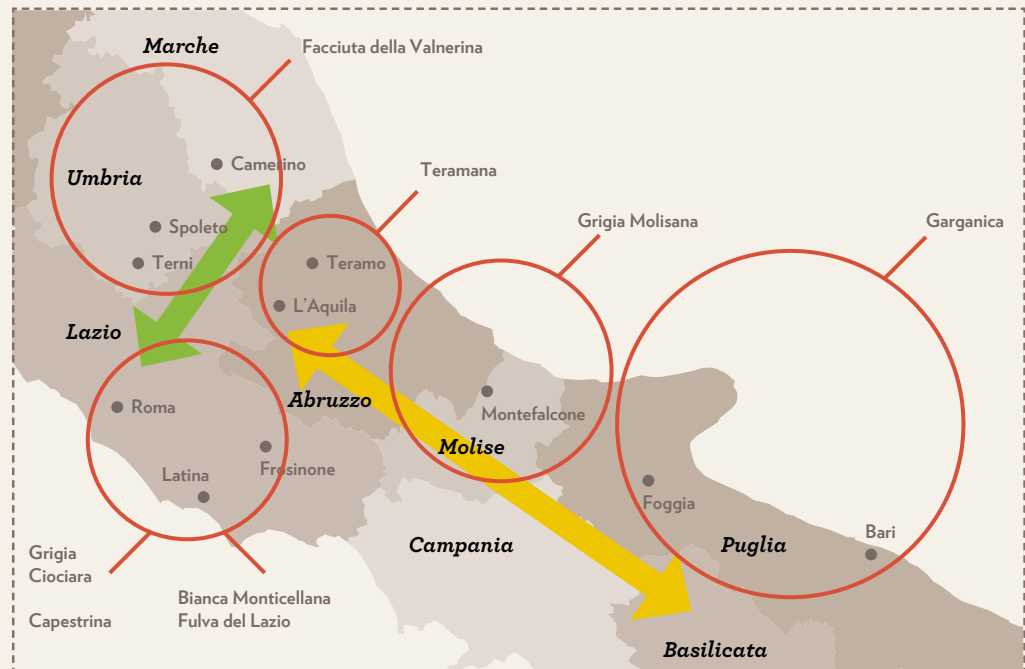 Marche
Facciuta della Valnerina
Camerino
Teramana
Umbria
Grigia Molisana
Garganica
Spoleto
Terni
Teramo
L'Aquila
Lazio
Abruzzo
Roma
Montefalcone
Molise
Frosinone
Latina
Foggia
Bari
Campania
Puglia
Grigia
Ciociara
Capestrina
Bianca Monticellana
Fulva del Lazio
Basilicata